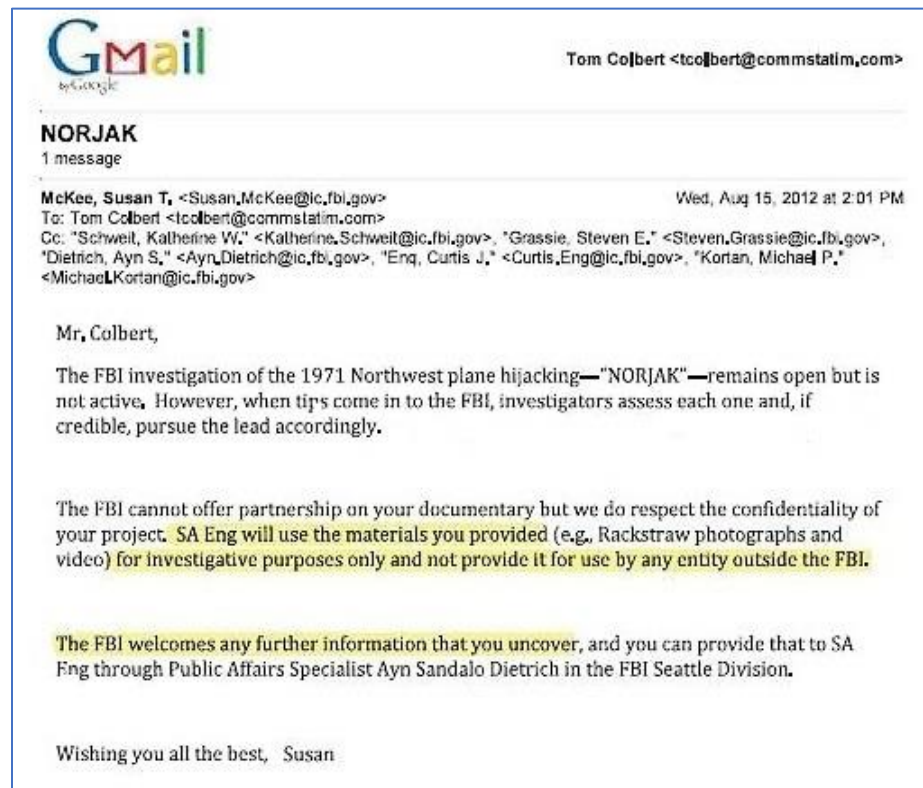 Gmail
by Google
Tom Colbert <tcolbert@commstatim.com>
NORJAK
1 message
McKee, Susan T. <Susan.McKee@ic.fbi.gov>
Wed, Aug 15, 2012 at 2:01 PM
To: Tom Colbert <tcolbert@commstatim.com>
Cc: "Schweit, Katherine W." <Katherine.Schweit@ic.fbi.gov>, "Grassie, Steven E." <Steven.Grassie@ic.fbi.gov>,
"Dietrich, Ayn S." <Ayn.Dietrich@ic.fbi.gov>, "Eng, Curtis J." <Curtis.Eng@ic.fbi.gov>, "Kortan, Michael P."
<Michael.Kortan@ic.fbi.gov>
Mr. Colbert,
The FBI investigation of the 1971 Northwest plane hijacking—"NORJAK"—remains open but is
not active. However, when tips come in to the FBI, investigators assess each one and, if
credible, pursue the lead accordingly.
The FBI cannot offer partnership on your documentary but we do respect the confidentiality of
your project. SA Eng will use the materials you provided (e.g., Rackstraw photographs and
video) for investigative purposes only and not provide it for use by any entity outside the FBI.
The FBI welcomes any further information that you uncover, and you can provide that to SA
Eng through Public Affairs Specialist Ayn Sandalo Dietrich in the FBI Seattle Division.
Wishing you all the best, Susan